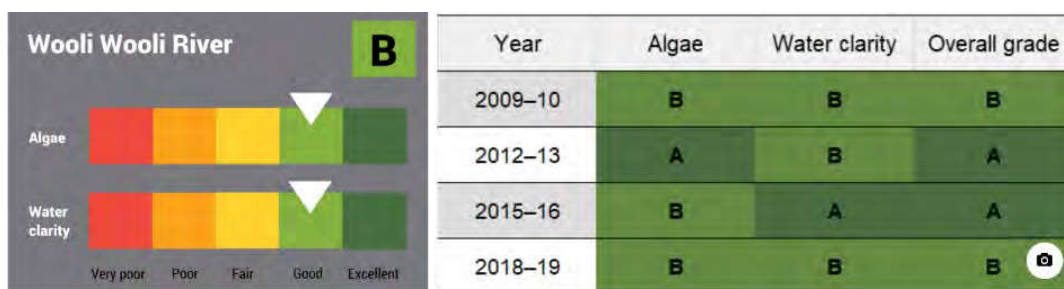 Wooli Wooli River B
Algae
Water
clarity
Very poor Poor Fair Good Excellent
Year Algae Water clarity Overall grade
2009–10 B B B
2012–13 A B A
2015–16 B A A
2018–19 B B B